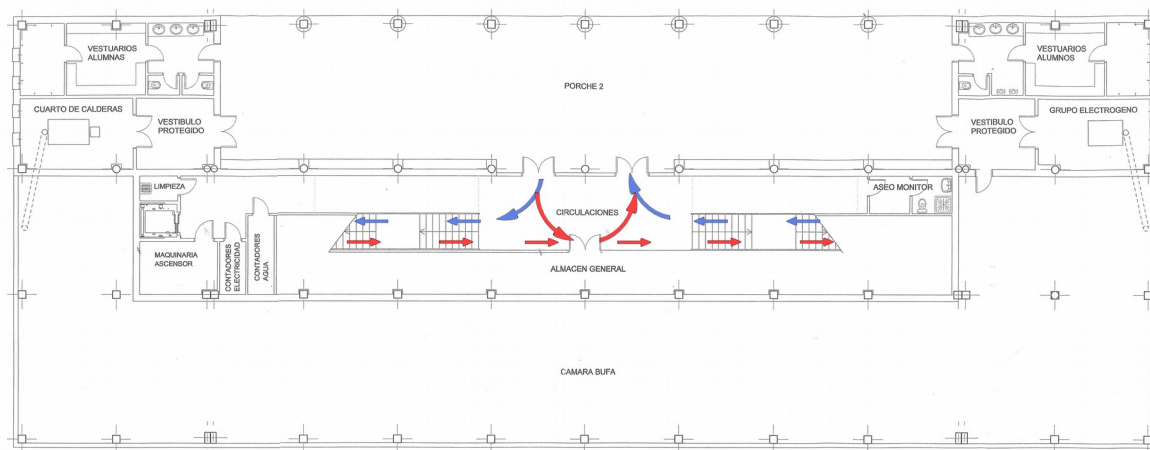 VESTUARIOS
ALUMNAS
PORCHE 2
VESTUARIOS
ALUMNOS
CUARTO DE CALDERAS
VESTIBULO
PROTEGIDO
VESTIBULO
PROTEGIDO
GRUPO ELECTROGENO
LIMPIEZA
CIRCULACIONES
ASEO MONITOR
MAQUINARIA
ASCENSOR
CONTADORES
ELECTRICIDAD
CONTADORES
AGUA
ALMACEN GENERAL
CAMARA BUFA